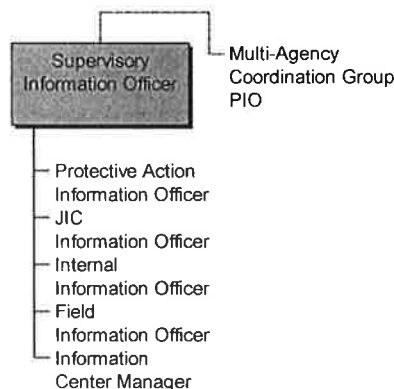 Supervisory
Information Officer
Multi-Agency
Coordination Group
PIO
Protective Action
Information Officer
JIC
Information Officer
Internal
Information Officer
Field
Information Officer
Information
Center Manager